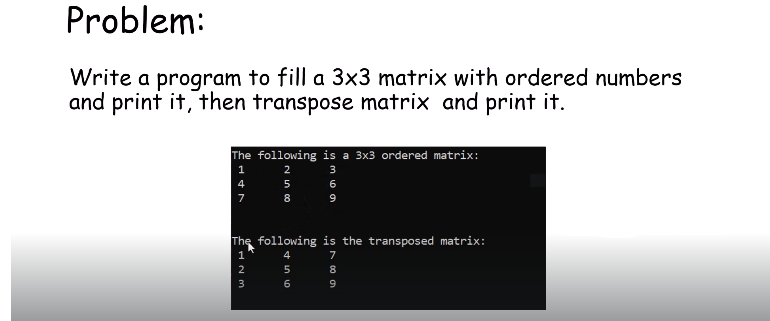 Problem:
Write a program to fill a 3x3 matrix with ordered numbers
and print it, then transpose matrix and print it.
The following is a 3x3 ordered matrix:
1 2 3
4 5 6
7 8 9
The following is the transposed matrix:
1 4 7
2 5 8
3 6 9